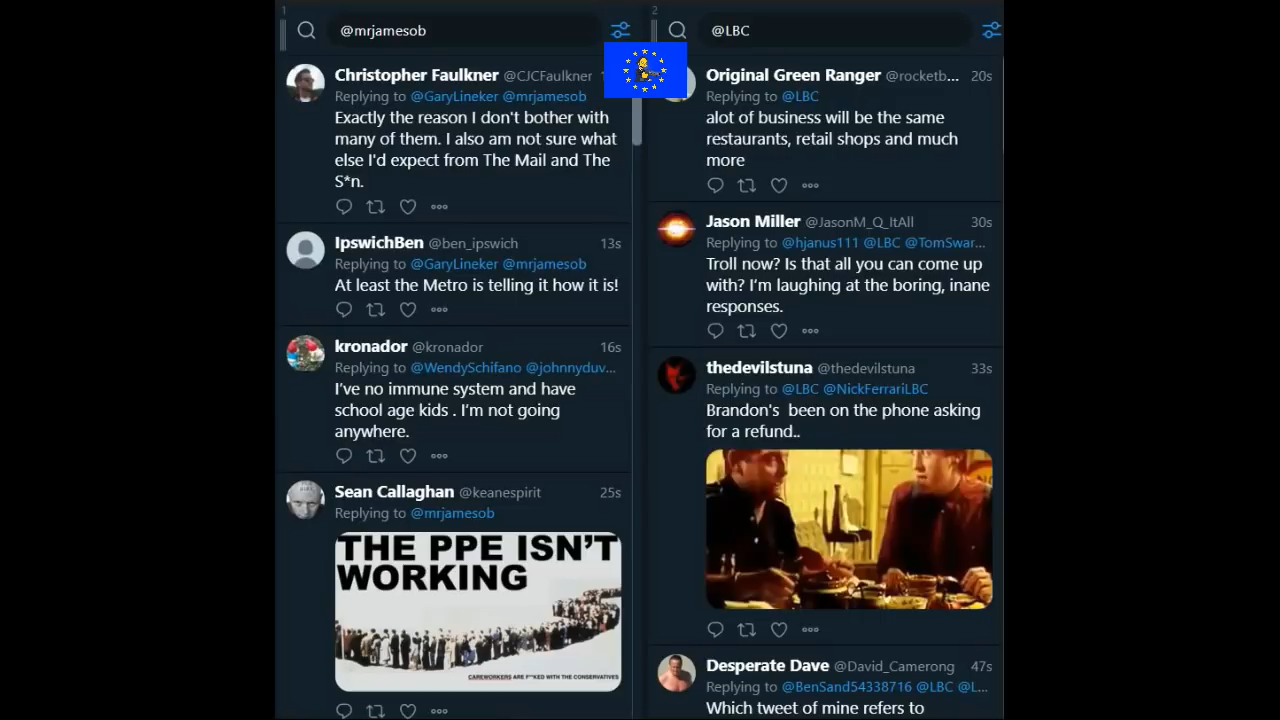 1
@mrjamesob
Christopher Faulkner @CJCFaulkner
Replying to @GaryLineker @mrjamesob
Exactly the reason I don't bother with
many of them. I also am not sure what
else I'd expect from The Mail and The
S*n.
IpswichBen @ben_ipswich 13s
Replying to @GaryLineker @mrjamesob
At least the Metro is telling it how it is!
kronador @kronador 16s
Replying to @WendySchifano @johnnyduv...
I've no immune system and have
school age kids . I'm not going
anywhere.
Sean Callaghan @keanespirit 25s
Replying to @mrjamesob
THE PPE ISN'T
WORKING
CAREWORKERS ARE F**KED WITH THE CONSERVATIVES
2
@LBC
Original Green Ranger @rocketb... 20s
Replying to @LBC
alot of business will be the same
restaurants, retail shops and much
more
Jason Miller @JasonM_Q_ItAll 30s
Replying to @hjanus111 @LBC @TomSwar...
Troll now? Is that all you can come up
with? I'm laughing at the boring, inane
responses.
thedevilstuna @thedevilstuna 33s
Replying to @LBC @NickFerrariLBC
Brandon's  been on the phone asking
for a refund..
Desperate Dave @David_Camerong 47s
Replying to @BenSand54338716 @LBC @L...
Which tweet of mine refers to